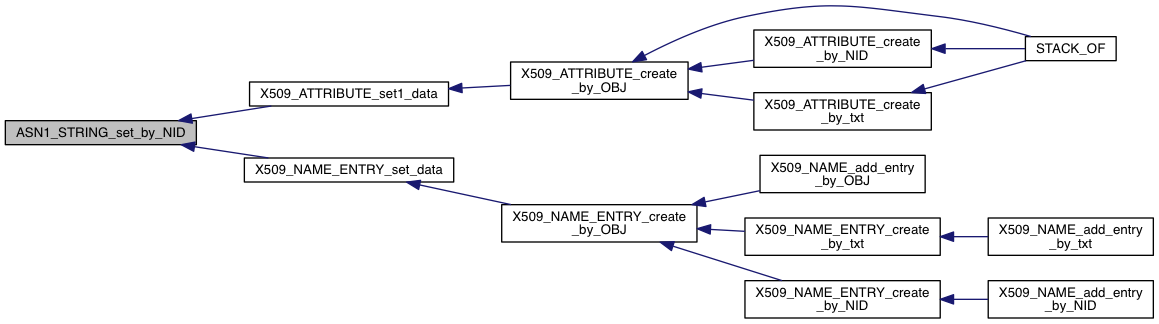 ASN1_STRING_set_by_NID
X509_ATTRIBUTE_set1_data
X509_ATTRIBUTE_create
_by_OBJ
X509_ATTRIBUTE_create
_by_NID
STACK_OF
X509_ATTRIBUTE_create
_by_txt
X509_NAME_ENTRY_set_data
X509_NAME_ENTRY_create
_by_OBJ
X509_NAME_add_entry
_by_OBJ
X509_NAME_ENTRY_create
_by_txt
X509_NAME_add_entry
_by_txt
X509_NAME_ENTRY_create
_by_NID
X509_NAME_add_entry
_by_NID